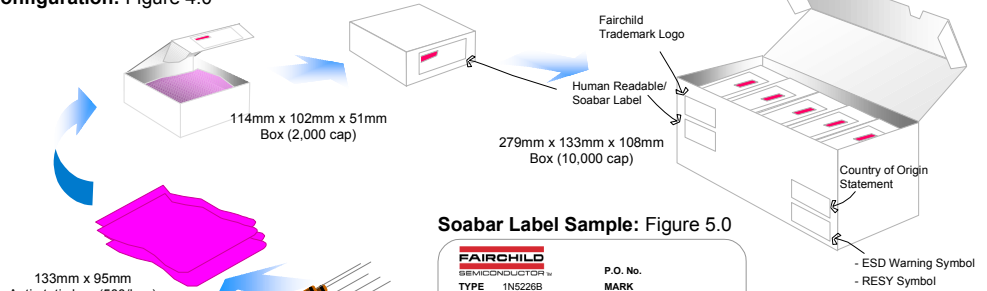 Configuration: Figure 4.0
Fairchild
Trademark Logo
Human Readable/
Soabar Label
114mm x 102mm x 51mm
Box (2,000 cap)
279mm x 133mm x 108mm
Box (10,000 cap)
Country of Origin
Statement
Soabar Label Sample: Figure 5.0
FAIRCHILD
SEMICONDUCTOR TM
P.O. No.
TYPE 1N5226B
MARK
- ESD Warning Symbol
- RESY Symbol
133mm x 95mm